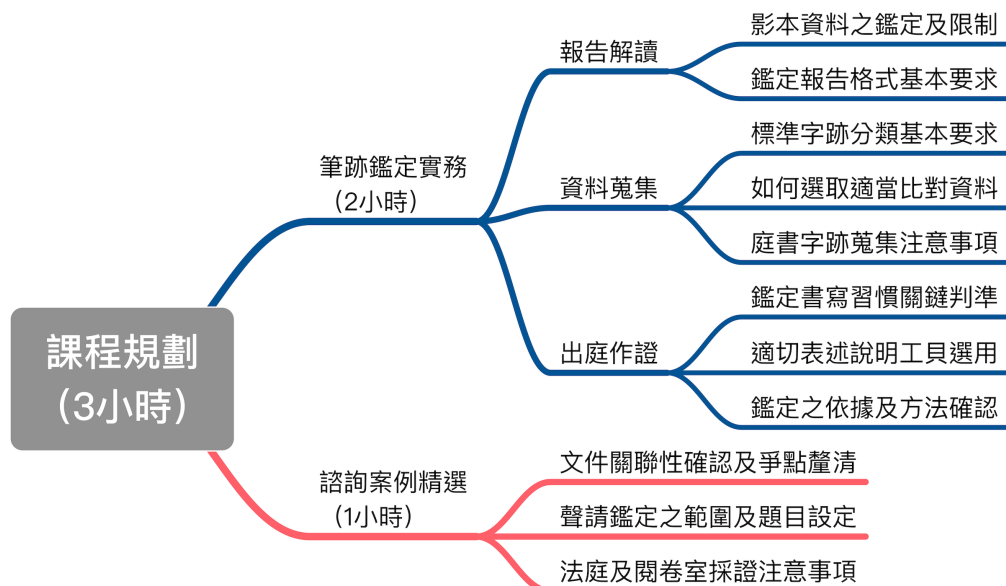 課程規劃
（3小時）
筆跡鑑定實務
（2小時）
報告解讀
影本資料之鑑定及限制
鑑定報告格式基本要求
資料蒐集
標準字跡分類基本要求
如何選取適當比對資料
庭書字跡蒐集注意事項
出庭作證
鑑定書寫習慣關鍵判準
適切表述說明工具選用
鑑定之依據及方法確認
諮詢案例精選
（1小時）
文件關聯性確認及爭點釐清
聲請鑑定之範圍及題目設定
法庭及閱卷室採證注意事項